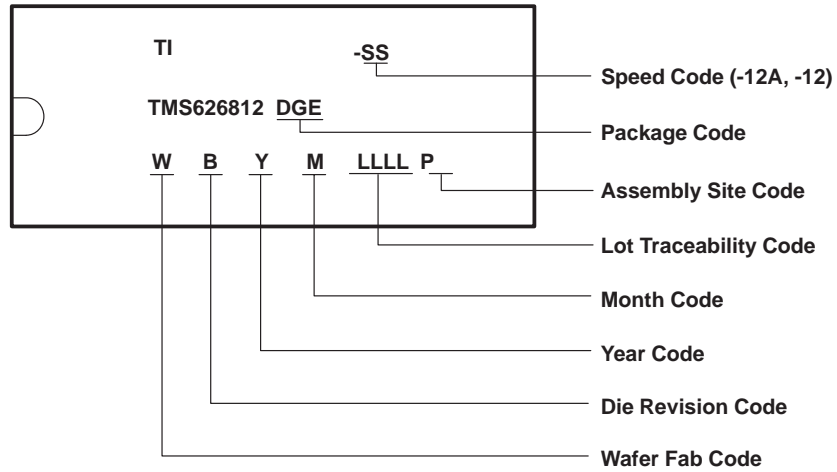 TI -SS
Speed Code (-12A, -12)
TMS626812 DGE
Package Code
W B Y M LLLL P
Assembly Site Code
Lot Traceability Code
Month Code
Year Code
Die Revision Code
Wafer Fab Code